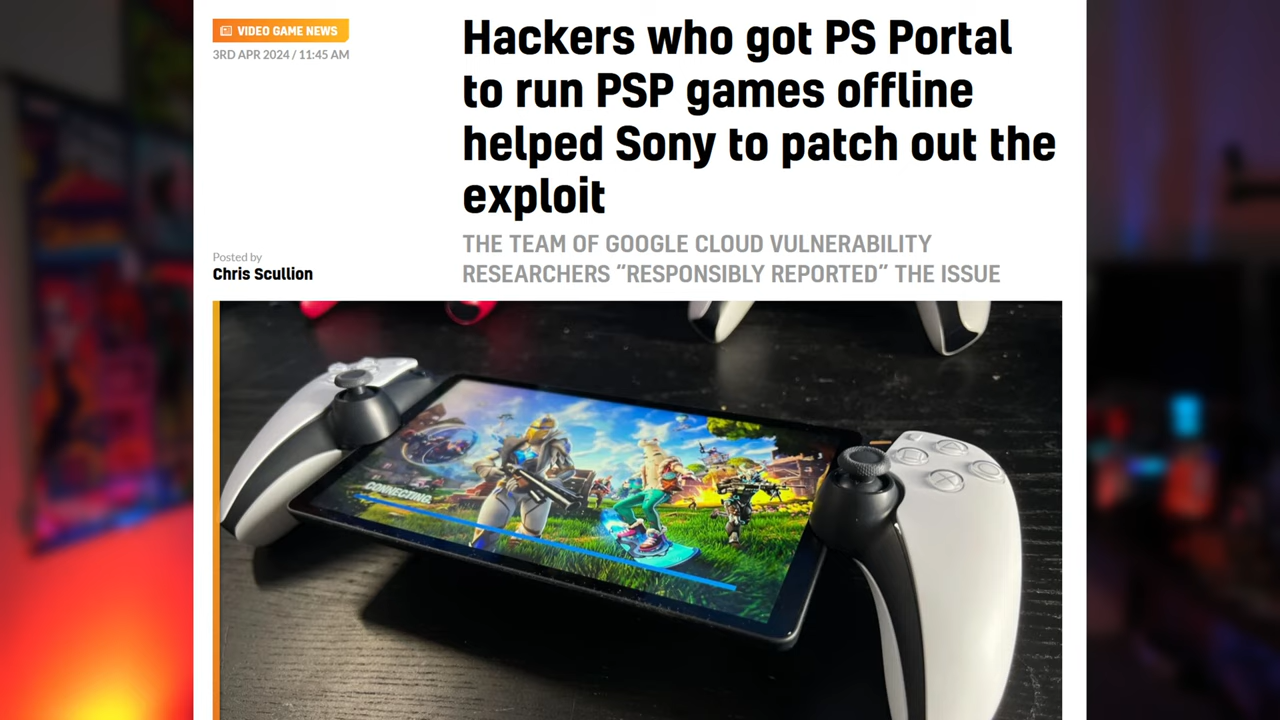 VIDEO GAME NEWS
3RD APR 2024 / 11:45 AM
Hackers who got PS Portal
to run PSP games offline
helped Sony to patch out the
exploit
THE TEAM OF GOOGLE CLOUD VULNERABILITY
RESEARCHERS “RESPONSIBLY REPORTED” THE ISSUE
Posted by
Chris Scullion
CONNECTING.